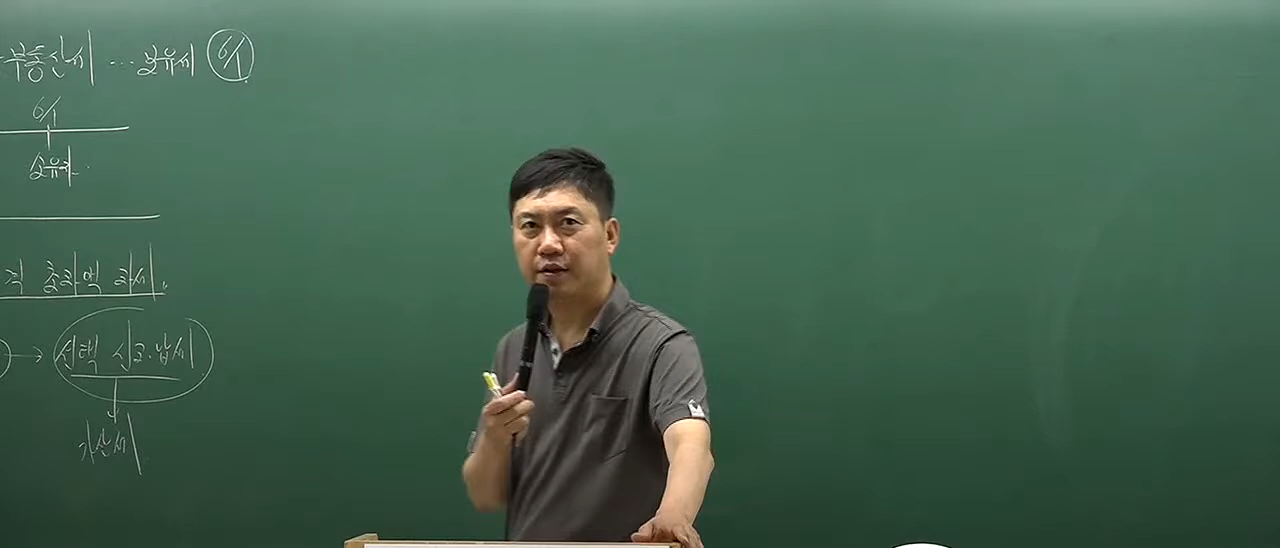 부동산세 … 보유세 6/1
6/1
소유자
각 초과액 과세.
→ 선택 신고·납세
가산세